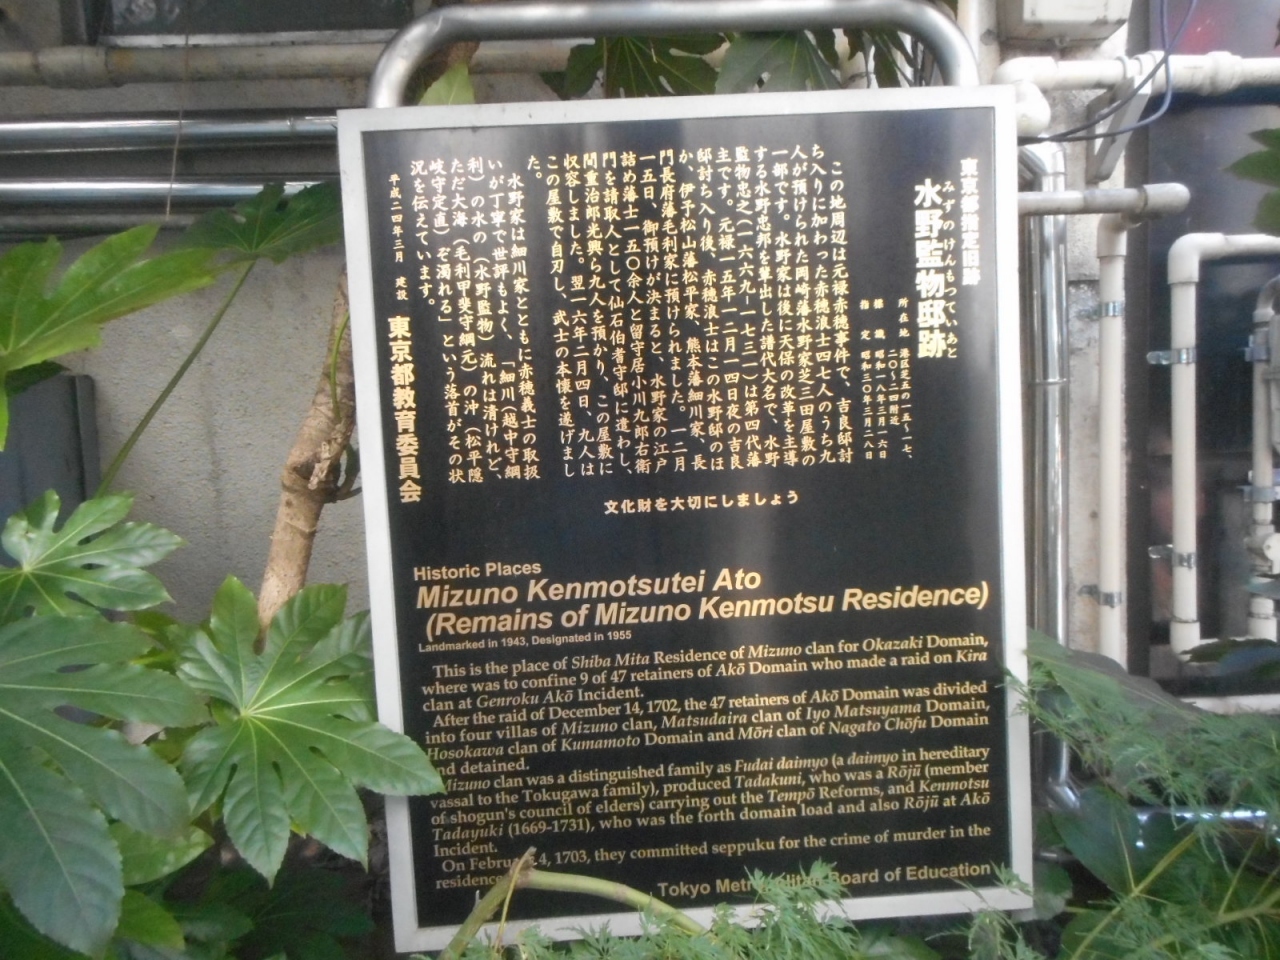 東京都指定旧跡
水野監物邸跡
みずのけんもつていあと
所在地 港区芝五の一五~一七、
二〇~二四附近
標識 昭和一八年三月一六日
指定 昭和三〇年三月二八日
この地周辺は元禄赤穂事件で、吉良邸討
ち入りに加わった赤穂浪士四七人のうち九
人が預けられた岡崎藩水野家芝三田屋敷の
一部です。水野家は後に天保の改革を主導
する水野忠邦を輩出した譜代大名で、水野
監物忠之(一六六九-一七三一)は第四代藩
主です。元禄一五年一二月一四日夜の吉良
邸討ち入り後、赤穂浪士はこの水野邸のほ
か、伊予松山藩松平家、熊本藩細川家、長
門長府藩毛利家に預けられました。一二月
一五日、御預けが決まると、水野家の江戸
詰め藩士一五〇余人と留守居小川九郎右衛
門を請取人として仙石伯耆守邸に遣わし、
間重治郎光興ら九人を預かり、この屋敷に
収容しました。翌一六年二月四日、九人は
この屋敷で自刃し、武士の本懐を遂げまし
た。
水野家は細川家とともに赤穂義士の取扱
いが丁寧で世評もよく、「細川(越中守綱
利)の水の(水野監物)流れは清けれど、
ただ大海(毛利甲斐守綱元)の沖(松平隠
岐守定直)ぞ濁れる」という落首がその状
況を伝えています。
平成二四年三月 建設
東京都教育委員会
文化財を大切にしましょう
Historic Places
Mizuno Kenmotsutei Ato
(Remains of Mizuno Kenmotsu Residence)
Landmarked in 1943, Designated in 1955
This is the place of Shiba Mita Residence of Mizuno clan for Okazaki Domain,
where was to confine 9 of 47 retainers of Akō Domain who made a raid on Kira
clan at Genroku Akō Incident.
After the raid of December 14, 1702, the 47 retainers of Akō Domain was divided
into four villas of Mizuno clan, Matsudaira clan of Iyo Matsuyama Domain,
Hosokawa clan of Kumamoto Domain and Mōri clan of Nagato Chōfu Domain
and detained.
Mizuno clan was a distinguished family as Fudai daimyo (a daimyo in hereditary
vassal to the Tokugawa family), produced Tadakuni, who was a Rōjū (member
of shogun's council of elders) carrying out the Tempō Reforms, and Kenmotsu
Tadayuki (1669-1731), who was the forth domain load and also Rōjū at Akō
Incident.
On February 4, 1703, they committed seppuku for the crime of murder in the
residence
Tokyo Metropolitan Board of Education